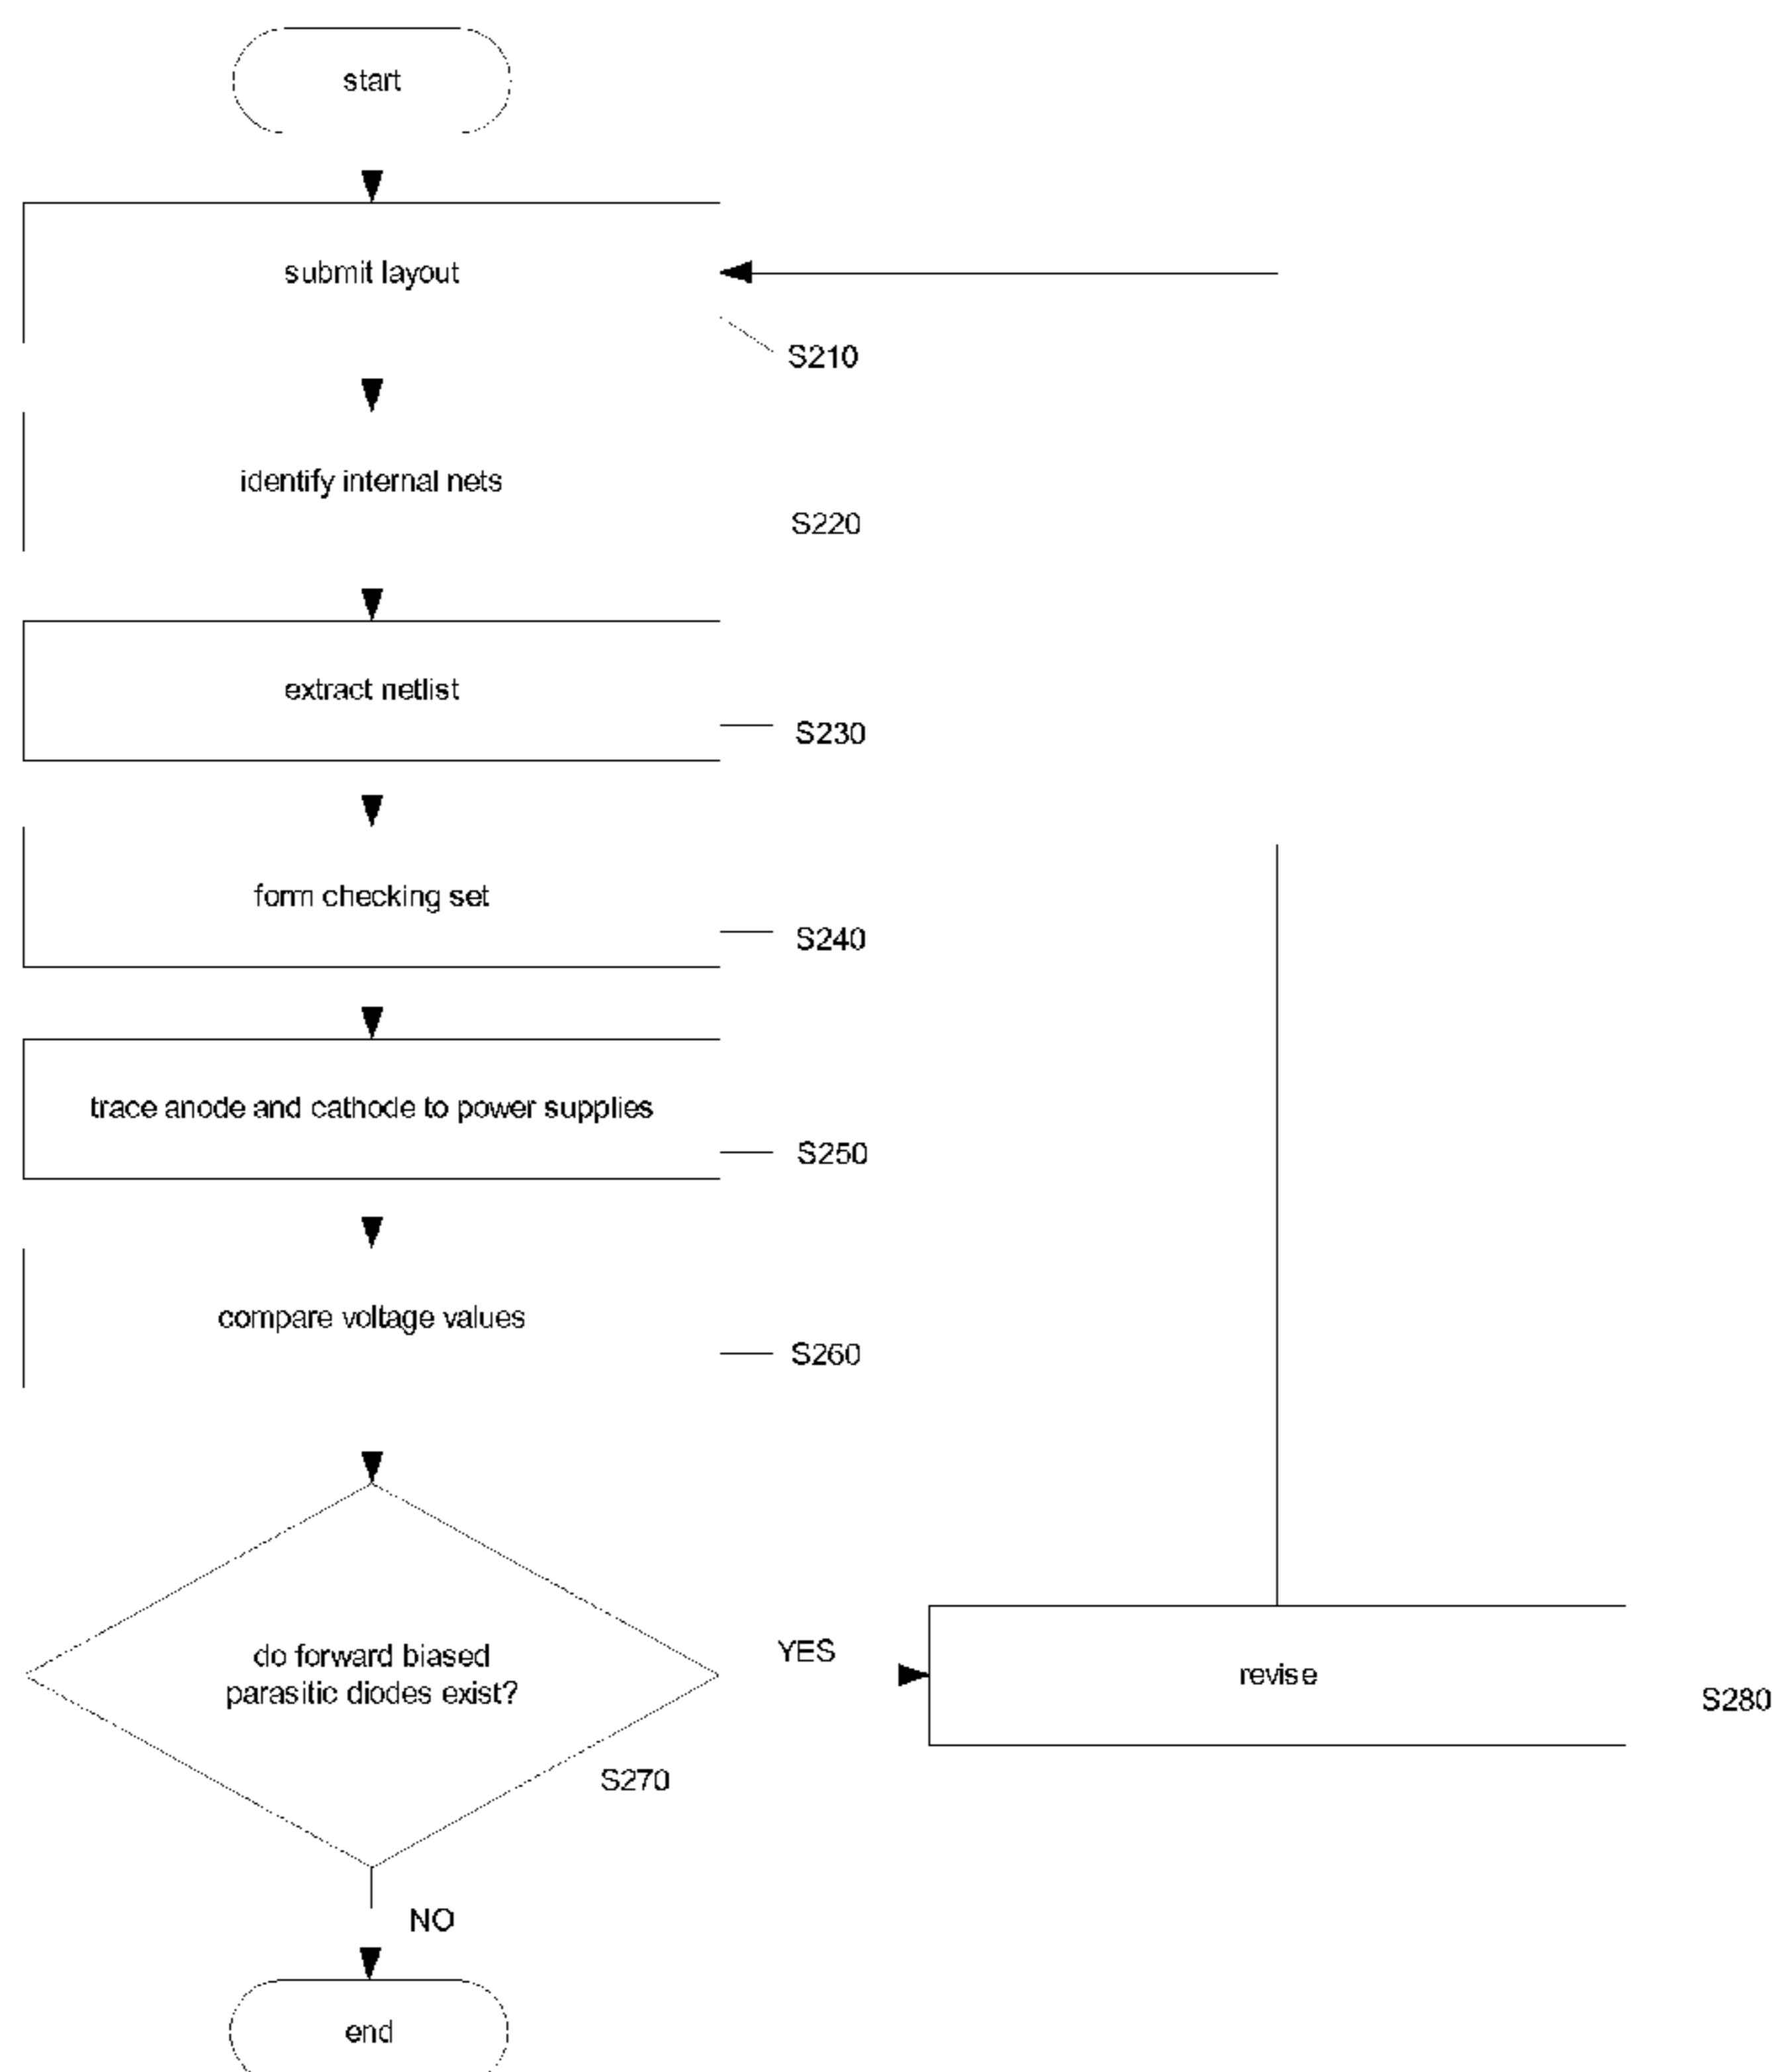 start
submit layout
S210
identify internal nets
S220
extract netlist
S230
form checking set
S240
trace anode and cathode to power supplies
S250
compare voltage values
S260
do forward biased
parasitic diodes exist?
S270
YES
revise
S280
NO
end